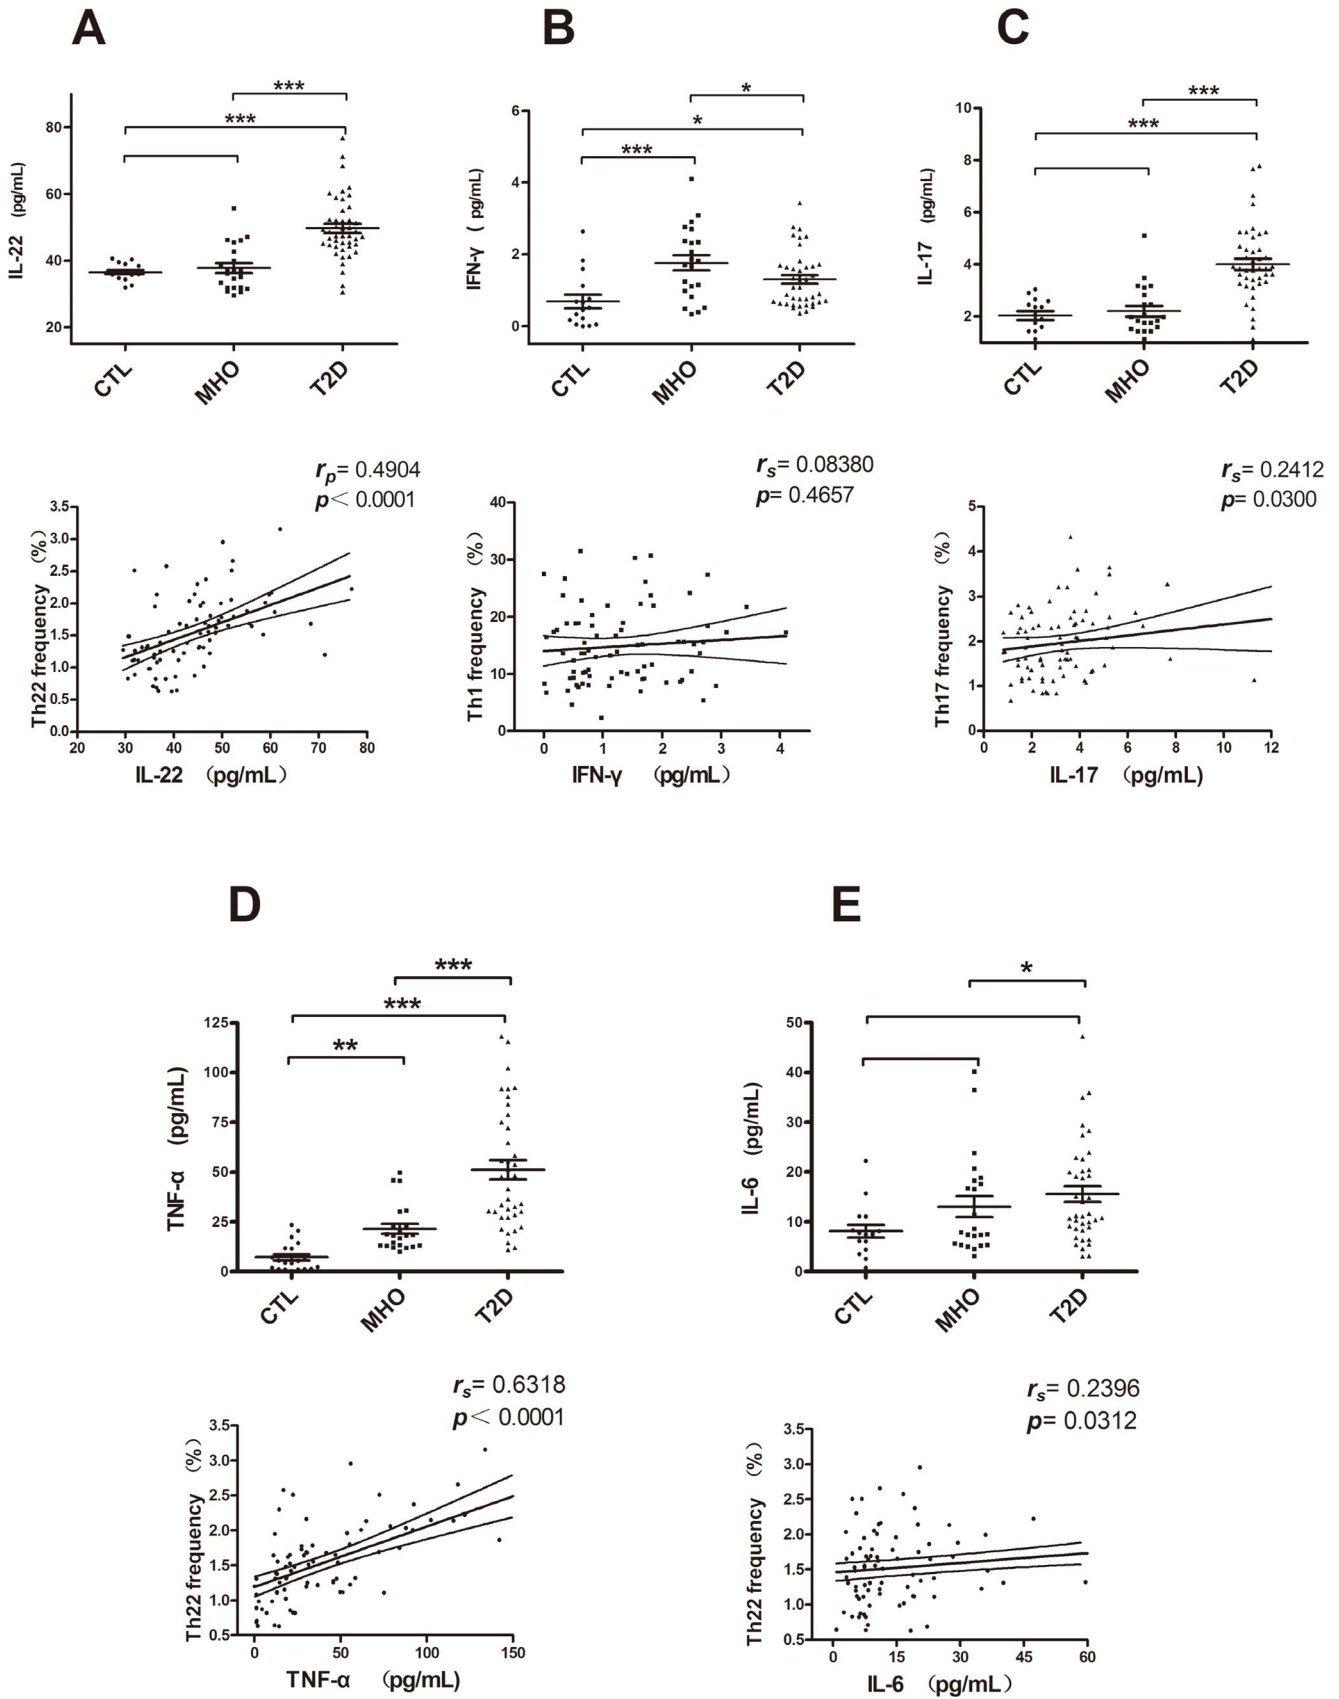 A
B
C
***
***
IL-22 (pg/mL)
80
60
40
20
CTL
MHO
T2D
*
*
***
IFN-γ ( pg/mL)
6
4
2
0
CTL
MHO
T2D
***
***
IL-17 (pg/mL)
10
8
6
4
2
CTL
MHO
T2D
rp= 0.4904
p< 0.0001
Th22 frequency (%)
3.5
3.0
2.5
2.0
1.5
1.0
0.5
0.0
20 30 40 50 60 70 80
IL-22 (pg/mL)
rs= 0.08380
p= 0.4657
Th1 frequency (%)
40
30
20
10
0
0 1 2 3 4
IFN-γ (pg/mL)
rs= 0.2412
p= 0.0300
Th17 frequency (%)
5
4
3
2
1
0
0 2 4 6 8 10 12
IL-17 (pg/mL)
D
E
***
***
**
TNF-α (pg/mL)
125
100
75
50
25
0
CTL
MHO
T2D
*
IL-6 (pg/mL)
50
40
30
20
10
0
CTL
MHO
T2D
rs= 0.6318
p< 0.0001
Th22 frequency (%)
3.5
3.0
2.5
2.0
1.5
1.0
0.5
0 50 100 150
TNF-α (pg/mL)
rs= 0.2396
p= 0.0312
Th22 frequency (%)
3.5
3.0
2.5
2.0
1.5
1.0
0.5
0 15 30 45 60
IL-6 (pg/mL)